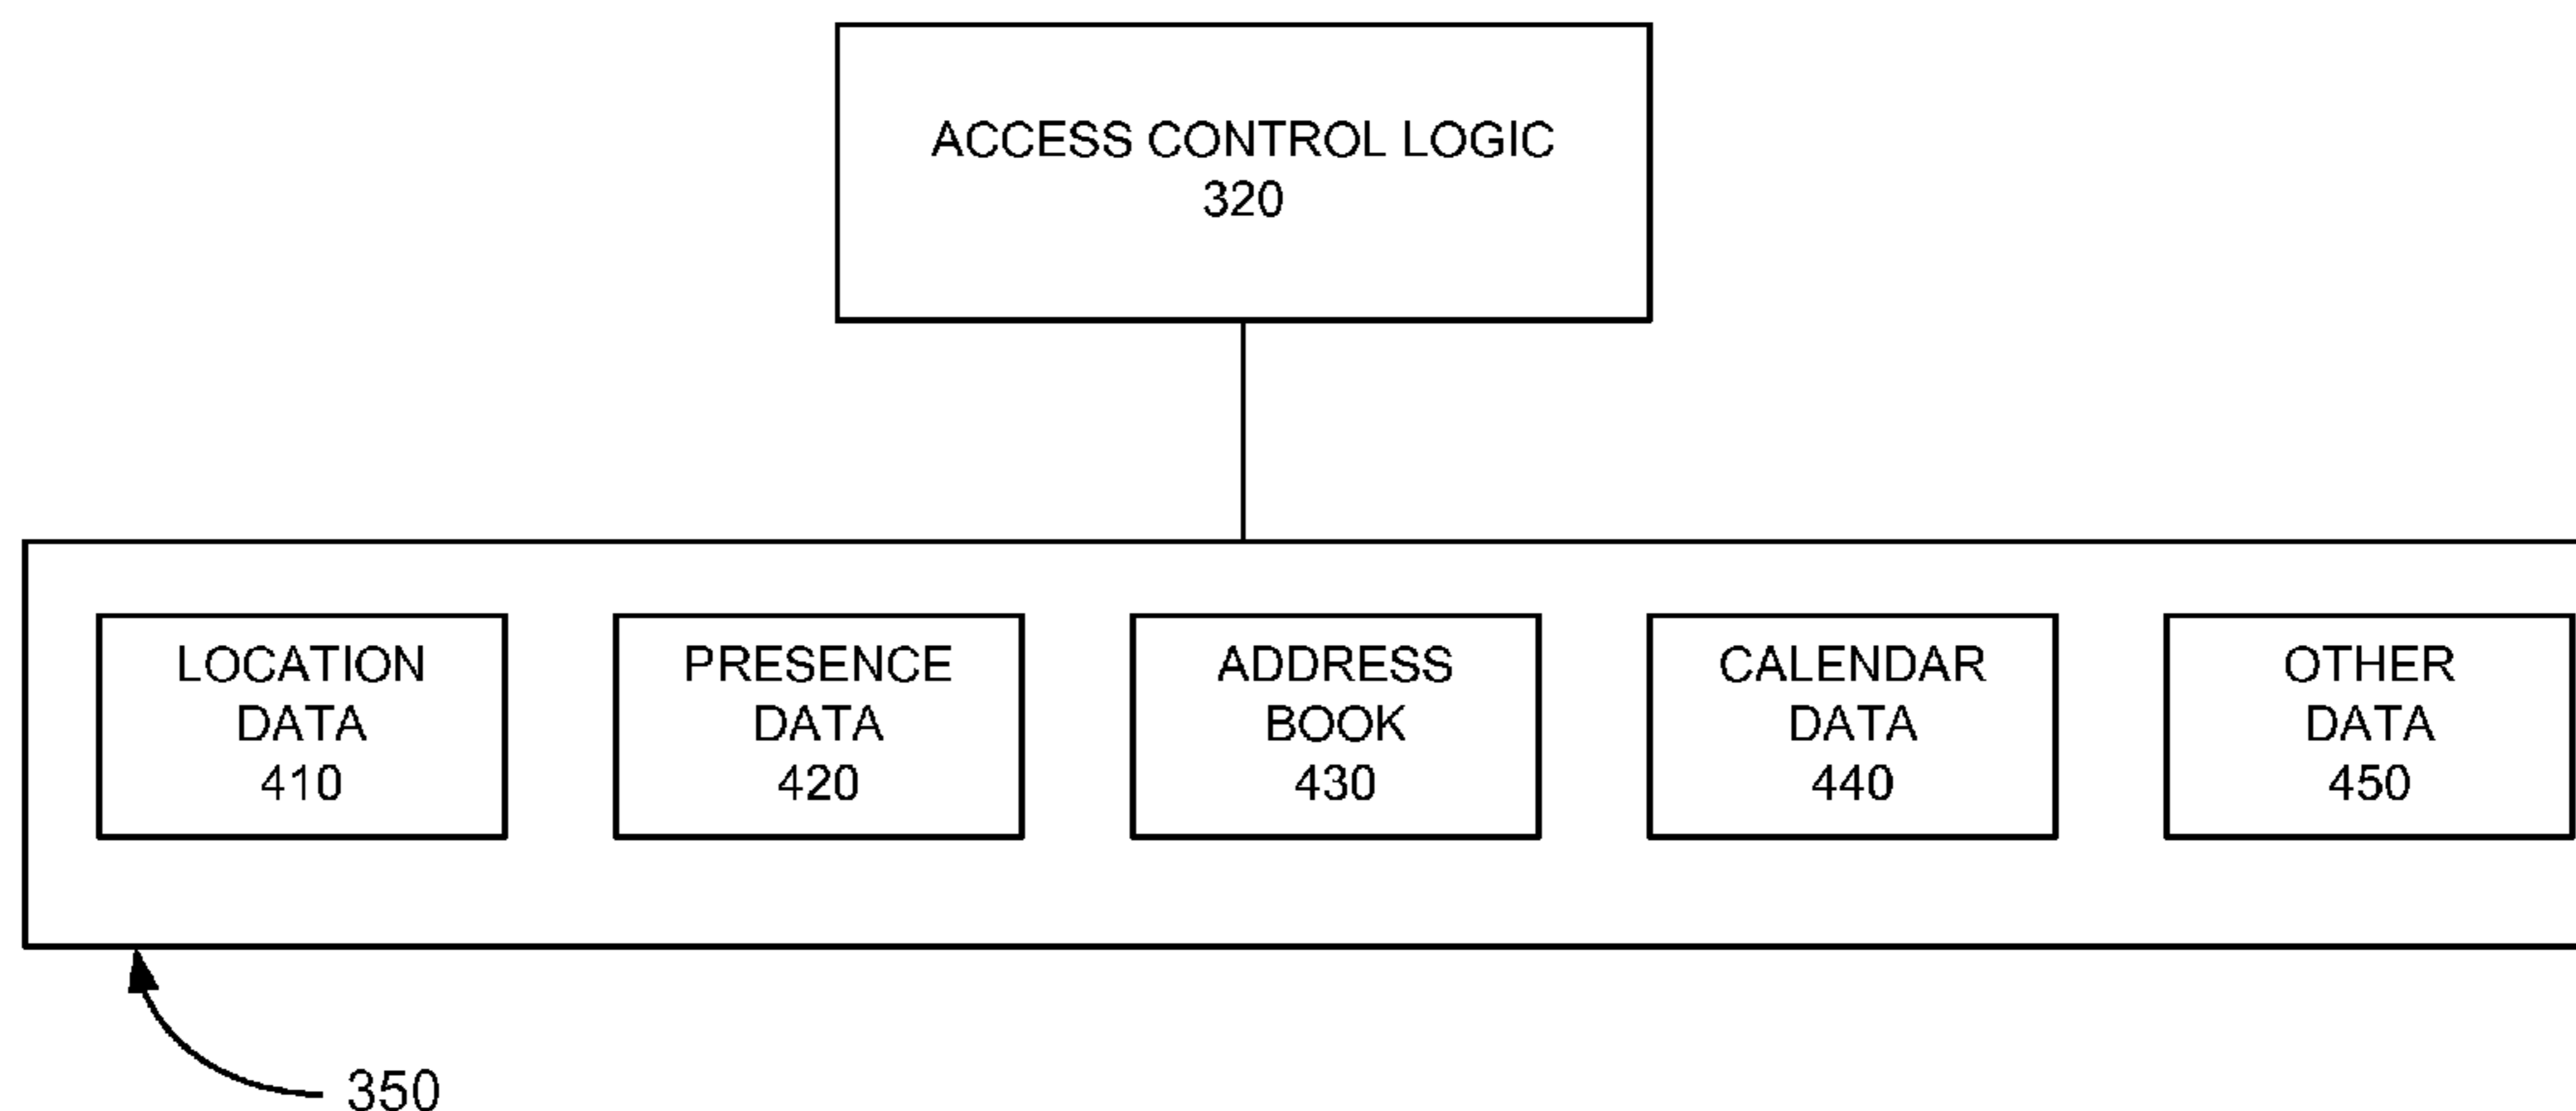 ACCESS CONTROL LOGIC
320
LOCATION
DATA
410
PRESENCE
DATA
420
ADDRESS
BOOK
430
CALENDAR
DATA
440
OTHER
DATA
450
350